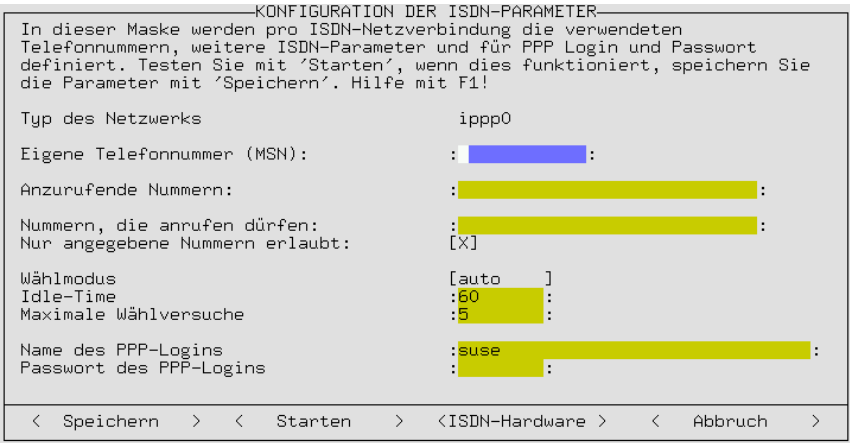 KONFIGURATION DER ISDN-PARAMETER
In dieser Maske werden pro ISDN-Netzverbindung die verwendeten
Telefonnummern, weitere ISDN-Parameter und für PPP Login und Passwort
definiert. Testen Sie mit ´Starten´, wenn dies funktioniert, speichern Sie
die Parameter mit ´Speichern´. Hilfe mit F1!
Typ des Netzwerks ippp0
Eigene Telefonnummer (MSN): : :
Anzurufende Nummern: : :
Nummern, die anrufen dürfen: : :
Nur angegebene Nummern erlaubt: [X]
Wählmodus [auto ]
Idle-Time :60 :
Maximale Wählversuche :5 :
Name des PPP-Logins :suse :
Passwort des PPP-Logins : :
< Speichern > < Starten > <ISDN-Hardware > < Abbruch >